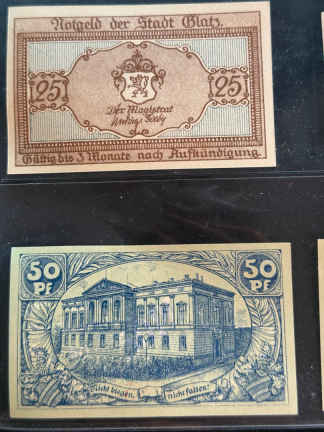 Notgeld der Stadt Glatz.
25 25
Der Magistrat
Gültig bis 3 Monate nach Aufkündigung.
50 50
Pf Pf
Nicht biegen, nicht falten!